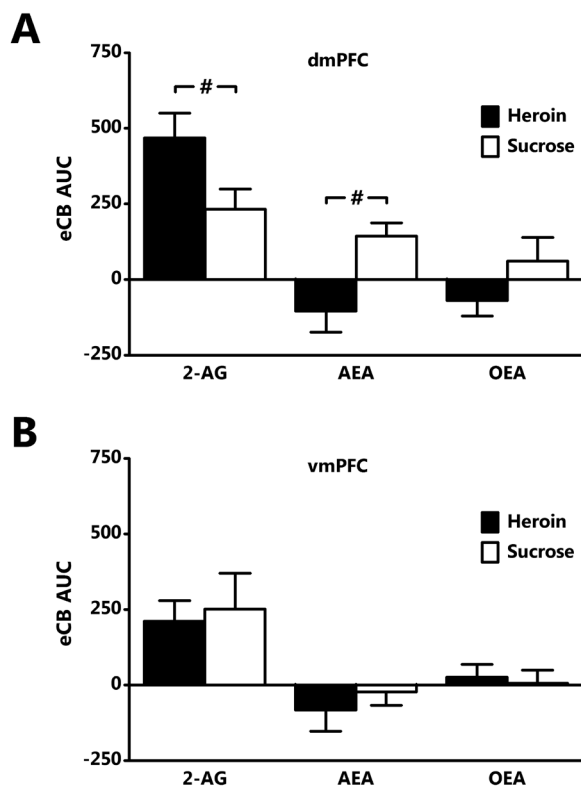 A
dmPFC
750
500
250
0
-250
eCB AUC
#
#
Heroin
Sucrose
2-AG AEA OEA
B
vmPFC
750
500
250
0
-250
eCB AUC
Heroin
Sucrose
2-AG AEA OEA